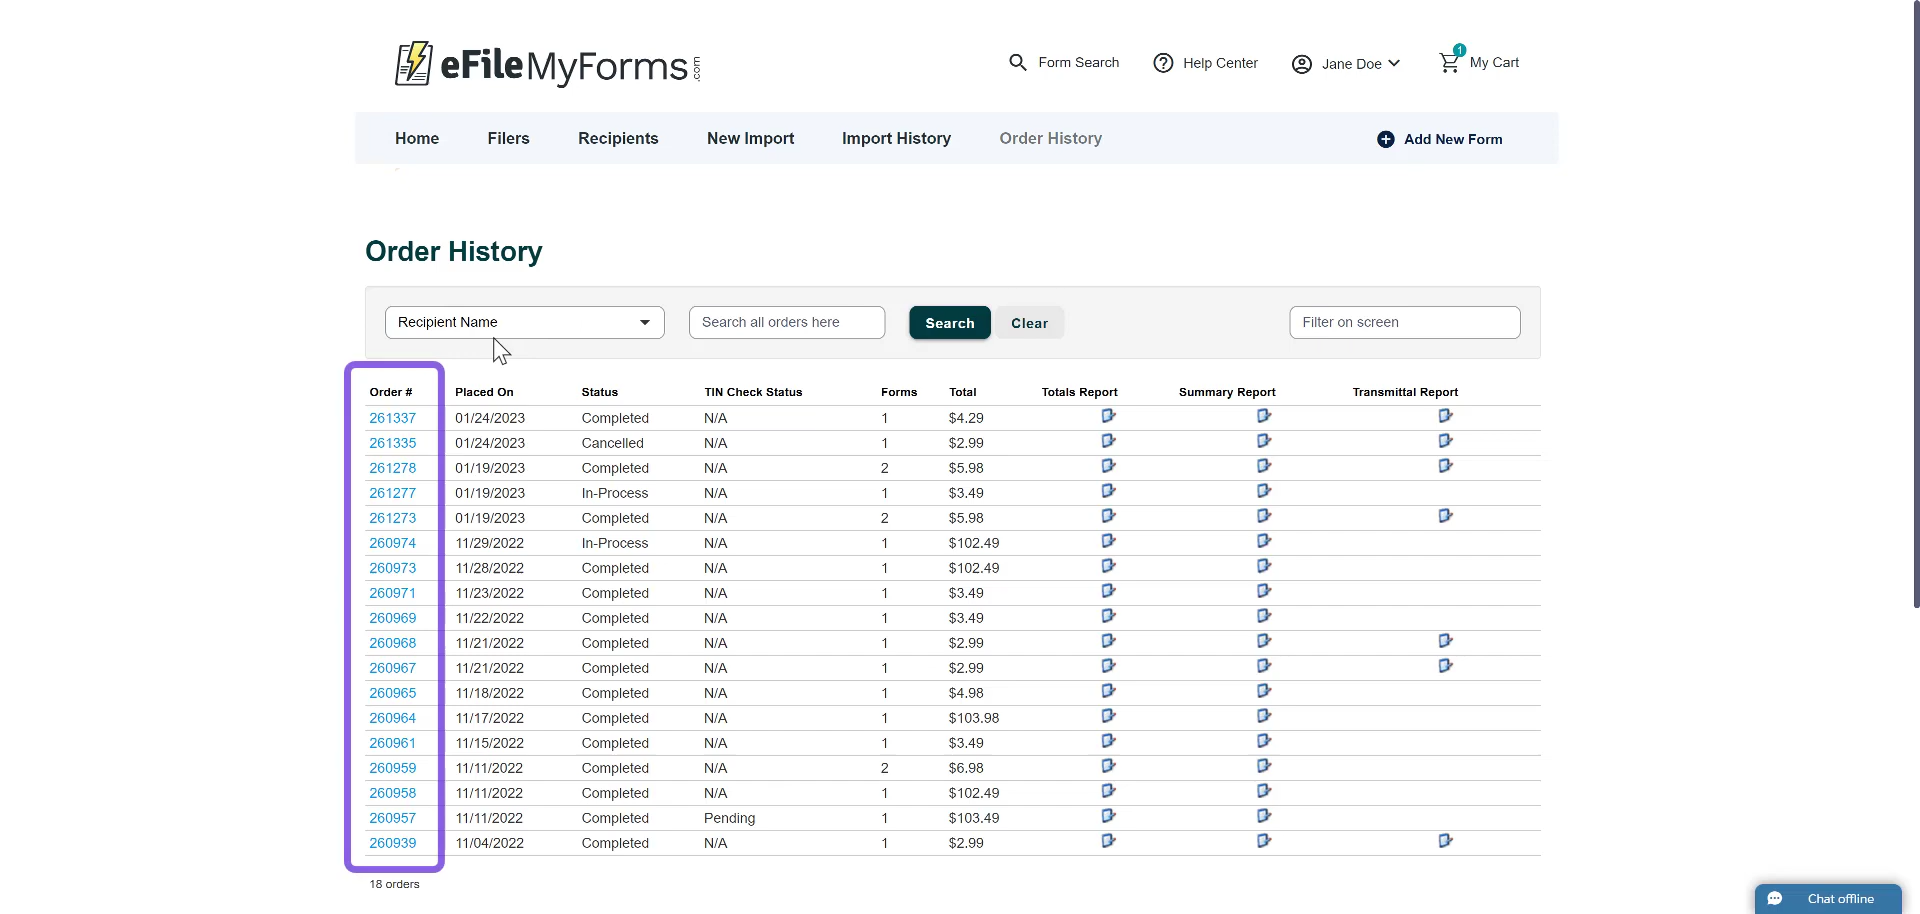 eFileMyForms.com
Form Search
Help Center
Jane Doe
1
My Cart
Home Filers Recipients New Import Import History Order History Add New Form
Order History
Recipient Name Search all orders here Search Clear Filter on screen
Order # Placed On Status TIN Check Status Forms Total Totals Report Summary Report Transmittal Report
261337 01/24/2023 Completed N/A 1 $4.29
261335 01/24/2023 Cancelled N/A 1 $2.99
261278 01/19/2023 Completed N/A 2 $5.98
261277 01/19/2023 In-Process N/A 1 $3.49
261273 01/19/2023 Completed N/A 2 $5.98
260974 11/29/2022 In-Process N/A 1 $102.49
260973 11/28/2022 Completed N/A 1 $102.49
260971 11/23/2022 Completed N/A 1 $3.49
260969 11/22/2022 Completed N/A 1 $3.49
260968 11/21/2022 Completed N/A 1 $2.99
260967 11/21/2022 Completed N/A 1 $2.99
260965 11/18/2022 Completed N/A 1 $4.98
260964 11/17/2022 Completed N/A 1 $103.98
260961 11/15/2022 Completed N/A 1 $3.49
260959 11/11/2022 Completed N/A 2 $6.98
260958 11/11/2022 Completed N/A 1 $102.49
260957 11/11/2022 Completed Pending 1 $103.49
260939 11/04/2022 Completed N/A 1 $2.99
18 orders
Chat offline